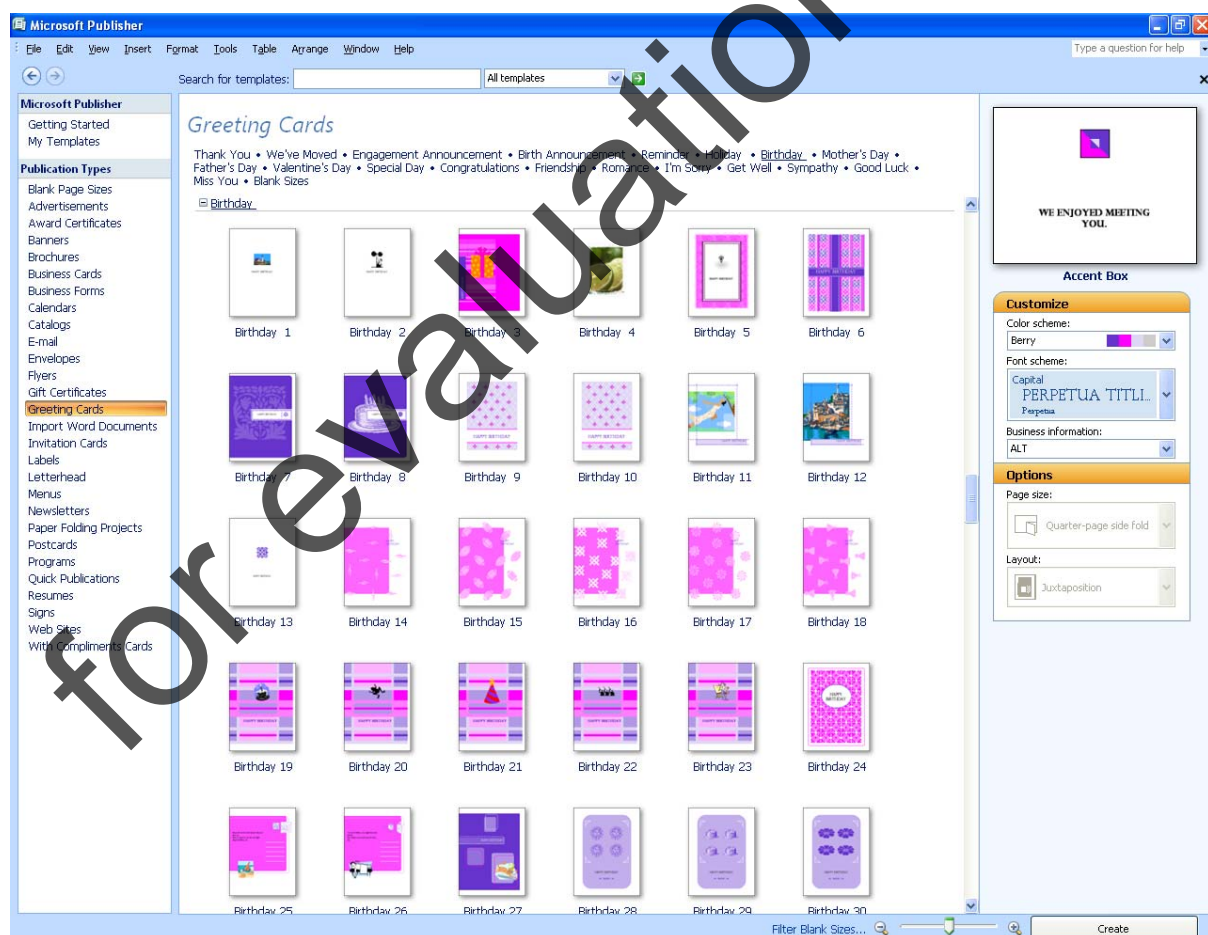 Microsoft Publisher
File Edit View Insert Format Tools Table Arrange Window Help
Type a question for help
Search for templates:
All templates
Microsoft Publisher
Getting Started
My Templates
Publication Types
Blank Page Sizes
Advertisements
Award Certificates
Banners
Brochures
Business Cards
Business Forms
Calendars
Catalogs
E-mail
Envelopes
Flyers
Gift Certificates
Greeting Cards
Import Word Documents
Invitation Cards
Labels
Letterhead
Menus
Newsletters
Paper Folding Projects
Postcards
Programs
Quick Publications
Resumes
Signs
Web Sites
With Compliments Cards
Greeting Cards
Thank You • We've Moved • Engagement Announcement • Birth Announcement • Reminder • Holiday • Birthday • Mother's Day •
Father's Day • Valentine's Day • Special Day • Congratulations • Friendship • Romance • I'm Sorry • Get Well • Sympathy • Good Luck •
Miss You • Blank Sizes
Birthday
Birthday 1 Birthday 2 Birthday 3 Birthday 4 Birthday 5 Birthday 6
Birthday 7 Birthday 8 Birthday 9 Birthday 10 Birthday 11 Birthday 12
Birthday 13 Birthday 14 Birthday 15 Birthday 16 Birthday 17 Birthday 18
Birthday 19 Birthday 20 Birthday 21 Birthday 22 Birthday 23 Birthday 24
Birthday 25 Birthday 26 Birthday 27 Birthday 28 Birthday 29 Birthday 30
WE ENJOYED MEETING
YOU.
Accent Box
Customize
Color scheme:
Berry
Font scheme:
Capital
PERPETUA TITLI...
Perpetua
Business information:
ALT
Options
Page size:
Quarter-page side fold
Layout:
Juxtaposition
Filter Blank Sizes...
Create
for evaluation